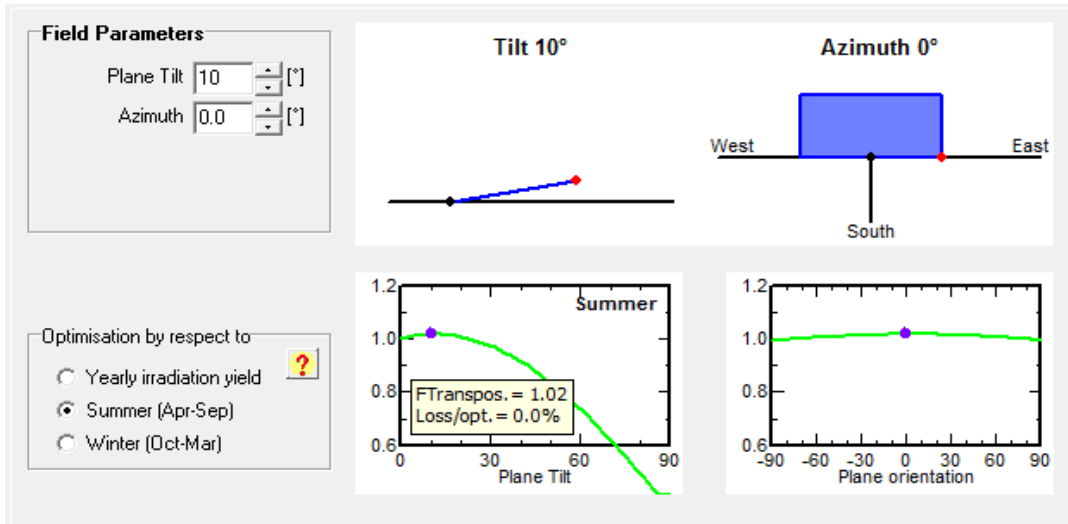 Field Parameters
Plane Tilt 10 [°]
Azimuth 0.0 [°]
Tilt 10°
Azimuth 0°
West
East
South
Optimisation by respect to
?
Yearly irradiation yield
Summer (Apr-Sep)
Winter (Oct-Mar)
1.2
1.0
0.8
0.6
Summer
FTranspos. = 1.02
Loss/opt. = 0.0%
0 30 60 90
Plane Tilt
1.2
1.0
0.8
0.6
-90 -60 -30 0 30 60 90
Plane orientation